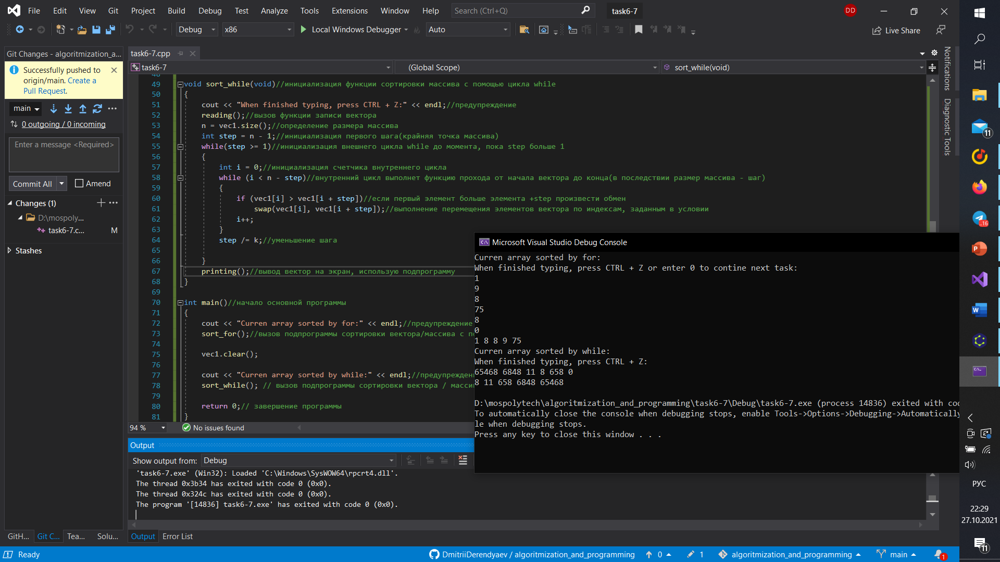 File Edit View Git Project Build Debug Test Analyze Tools Extensions Window Help Search (Ctrl+Q) task6-7 DD
Debug x86 Local Windows Debugger Auto Live Share
Git Changes - algoritmization_a...
Successfully pushed to
origin/main. Create a
Pull Request.
main
0 outgoing / 0 incoming
Enter a message <Required>
Commit All Amend
Changes (1)
D:\mospoly...
task6-7.c... M
Stashes
GitH... Git C... Tea... Solu...
task6-7.cpp
task6-7 (Global Scope) sort_while(void)
48
49 void sort_while(void)//инициализация функции сортировки массива с помощью цикла while
50 {
51 cout << "When finished typing, press CTRL + Z:" << endl;//предупреждение
52 reading();//вызов функции записи вектора
53 n = vec1.size();//определение размера массива
54 int step = n - 1;//инициализация первого шага(крайняя точка массива)
55 while(step >= 1)//инициализация внешнего цикла while до момента, пока step больше 1
56 {
57 int i = 0;//инициализация счетчика внутреннего цикла
58 while (i < n - step)//внутренний цикл выполнет функцию прохода от начала вектора до конца(в последствии размер массива - шаг)
59 {
60 if (vec1[i] > vec1[i + step])//если первый элемент больше элемента +step произвести обмен
61 swap(vec1[i], vec1[i + step]);//выполнение перемещения элементов вектора по индексам, заданным в условии
62 i++;
63 }
64 step /= k;//уменьшение шага
65
66 }
67 printing();//вывод вектор на экран, использую подпрограмму
68 }
69
70 int main()//начало основной программы
71 {
72 cout << "Curren array sorted by for:" << endl;//предупреждение
73 sort_for();//вызов подпрограммы сортировки вектора/массива с по
74
75 vec1.clear();
76
77 cout << "Curren array sorted by while:" << endl;//предупрежден
78 sort_while(); // вызов подпрограммы сортировки вектора / масси
79
80 return 0;// завершение программы
81 }
94 % No issues found
Output
Show output from: Debug
'task6-7.exe' (Win32): Loaded 'C:\Windows\SysWOW64\rpcrt4.dll'.
The thread 0x3b34 has exited with code 0 (0x0).
The thread 0x324c has exited with code 0 (0x0).
The program '[14836] task6-7.exe' has exited with code 0 (0x0).
Output Error List
Microsoft Visual Studio Debug Console
Curren array sorted by for:
When finished typing, press CTRL + Z or enter 0 to contine next task:
1
9
8
75
8
0
1 8 8 9 75
Curren array sorted by while:
When finished typing, press CTRL + Z:
65468 6848 11 8 658 0
8 11 658 6848 65468
D:\mospolytech\algoritmization_and_programming\task6-7\Debug\task6-7.exe (process 14836) exited with cod
To automatically close the console when debugging stops, enable Tools->Options->Debugging->Automatically
le when debugging stops.
Press any key to close this window . . .
Notifications
Diagnostic Tools
Ready DmitriiDerendyaev / algoritmization_and_programming 0 1 algoritmization_and_programming main 1
11
..16
РУС
22:29
27.10.2021
11